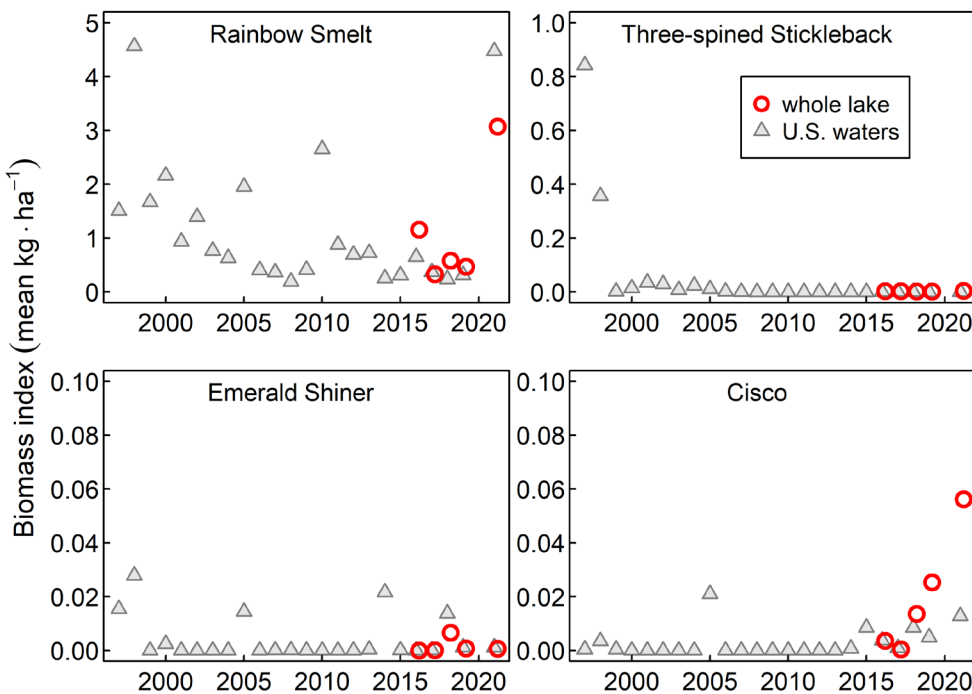 Biomass index (mean kg · ha⁻¹)
Rainbow Smelt
5
4
3
2
1
0
2000 2005 2010 2015 2020
Three-spined Stickleback
1.0
0.8
0.6
0.4
0.2
0.0
whole lake
U.S. waters
2000 2005 2010 2015 2020
Emerald Shiner
0.10
0.08
0.06
0.04
0.02
0.00
2000 2005 2010 2015 2020
Cisco
0.10
0.08
0.06
0.04
0.02
0.00
2000 2005 2010 2015 2020